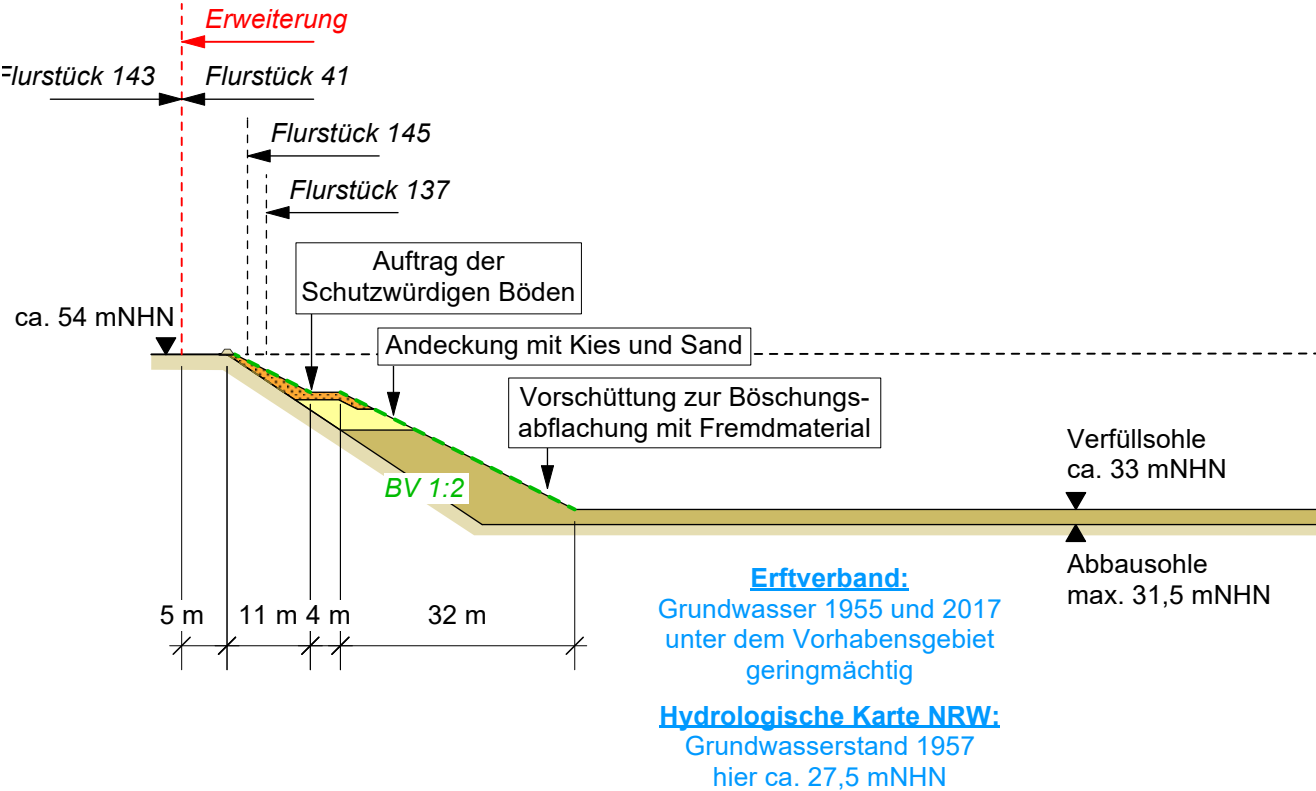 Erweiterung
Flurstück 143
Flurstück 41
Flurstück 145
Flurstück 137
Auftrag der
Schutzwürdigen Böden
ca. 54 mNHN
Andeckung mit Kies und Sand
Vorschüttung zur Böschungs-
abflachung mit Fremdmaterial
Verfüllsohle
ca. 33 mNHN
BV 1:2
Abbausohle
max. 31,5 mNHN
5 m
11 m
4 m
32 m
Erftverband:
Grundwasser 1955 und 2017
unter dem Vorhabensgebiet
geringmächtig
Hydrologische Karte NRW:
Grundwasserstand 1957
hier ca. 27,5 mNHN